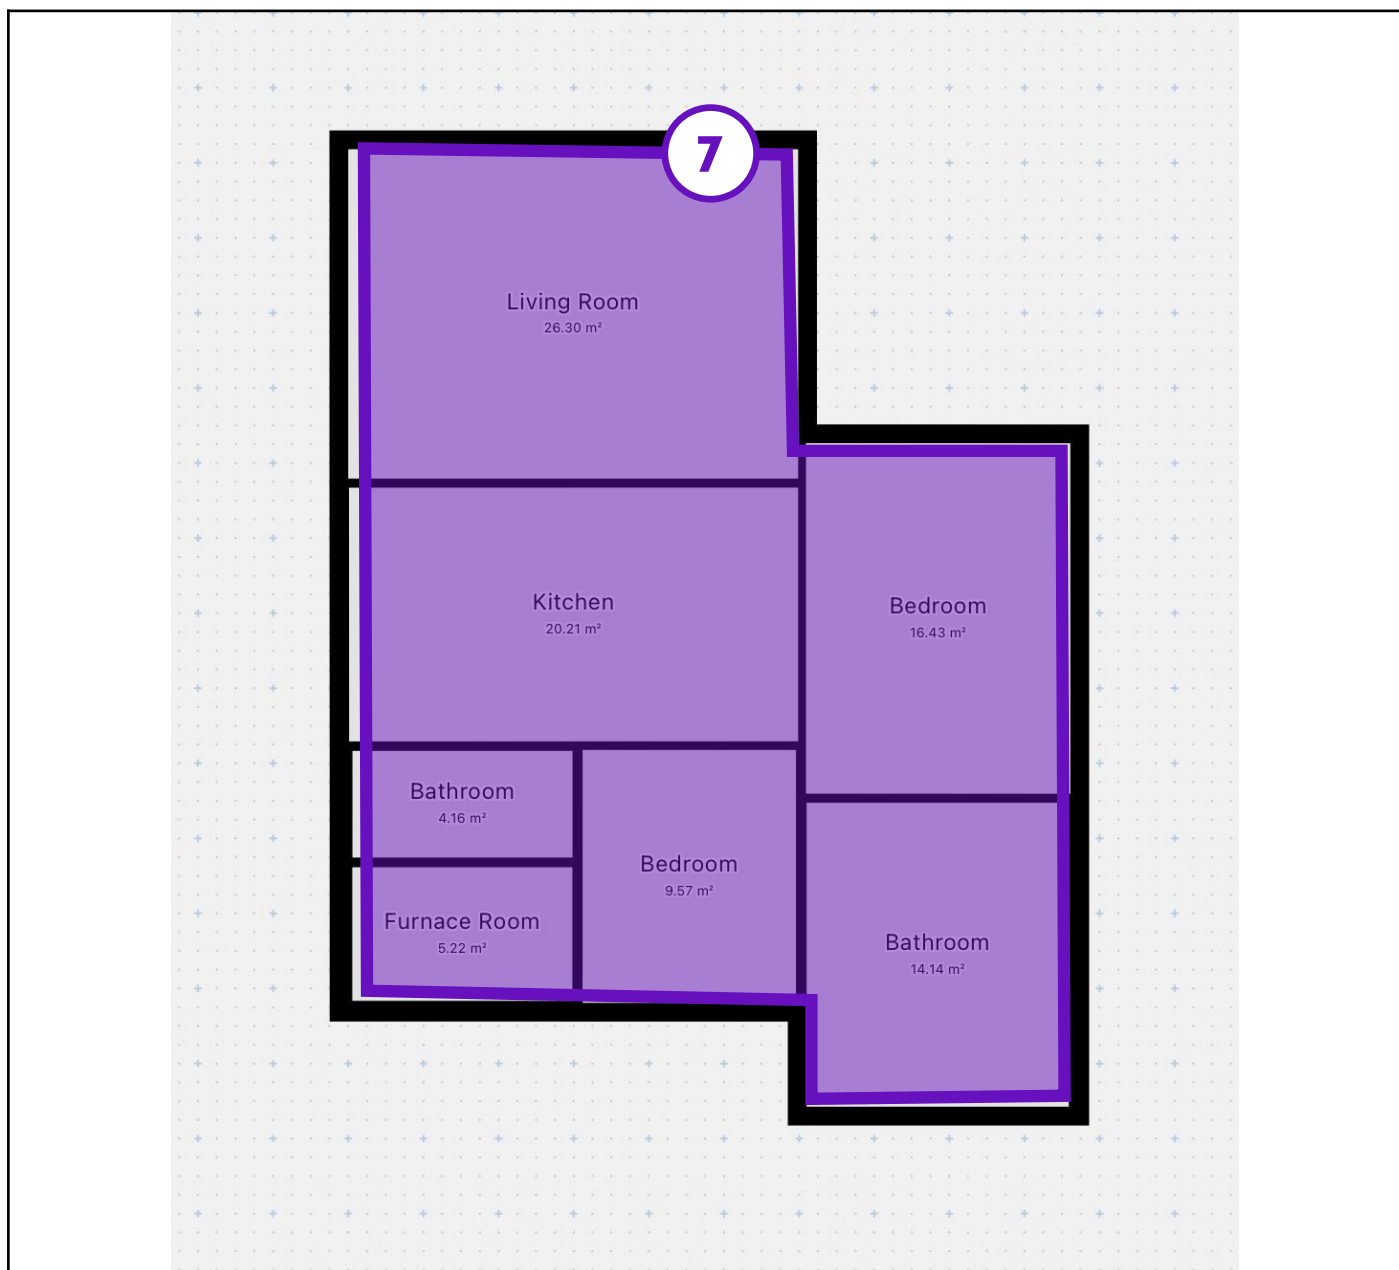 7
Living Room
26.30 m²
Kitchen
20.21 m²
Bedroom
16.43 m²
Bathroom
4.16 m²
Bedroom
9.57 m²
Furnace Room
5.22 m²
Bathroom
14.14 m²